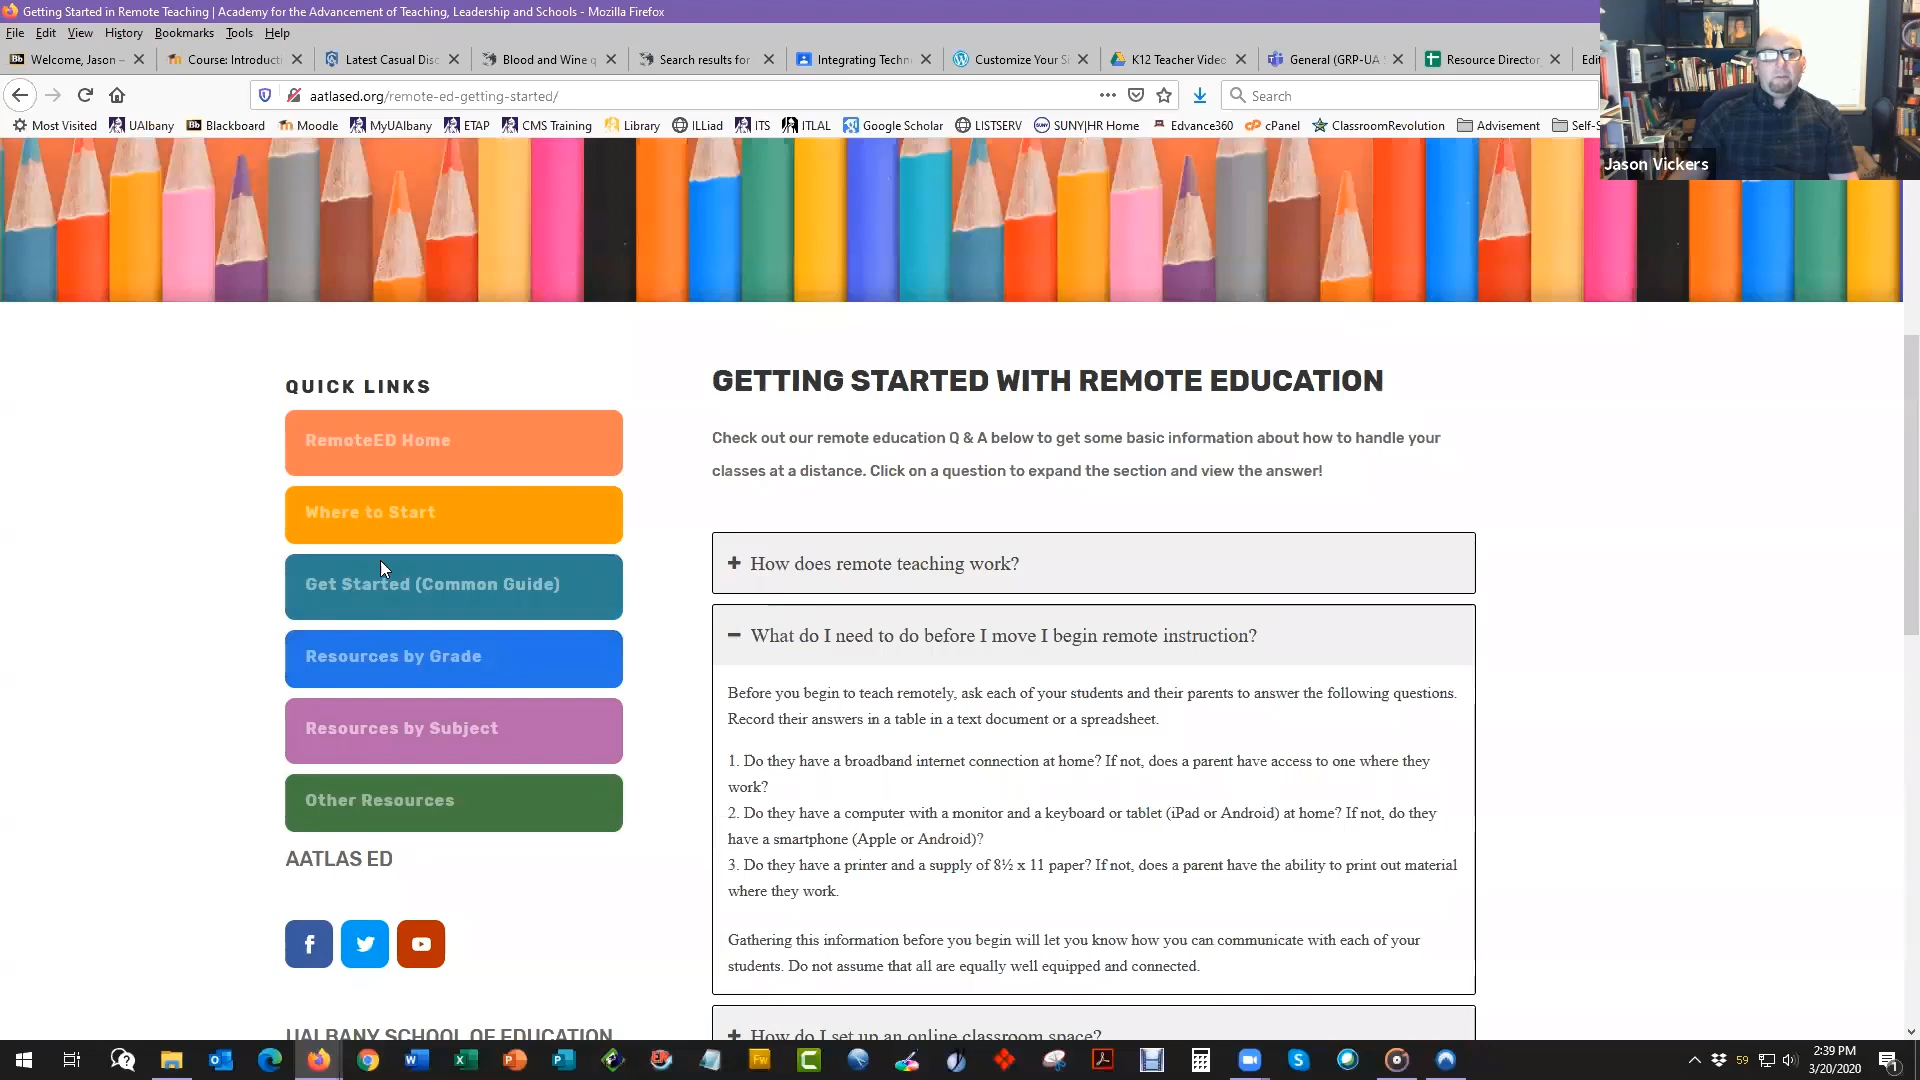 Getting Started in Remote Teaching | Academy for the Advancement of Teaching, Leadership and Schools - Mozilla Firefox
File Edit View History Bookmarks Tools Help
Bb Welcome, Jason – Course: Introducti Latest Casual Disc Blood and Wine q Search results for Integrating Techn Customize Your Si K12 Teacher Video General (GRP-UA Resource Director Edit
aatlased.org/remote-ed-getting-started/ Search
Most Visited UAlbany Bb Blackboard Moodle MyUAlbany ETAP CMS Training Library ILLiad ITS ITLAL Google Scholar LISTSERV SUNY|HR Home Edvance360 cPanel ClassroomRevolution Advisement Self-S
Jason Vickers
QUICK LINKS
RemoteED Home
Where to Start
Get Started (Common Guide)
Resources by Grade
Resources by Subject
Other Resources
AATLAS ED
UALBANY SCHOOL OF EDUCATION
GETTING STARTED WITH REMOTE EDUCATION
Check out our remote education Q & A below to get some basic information about how to handle your
classes at a distance. Click on a question to expand the section and view the answer!
How does remote teaching work?
What do I need to do before I move I begin remote instruction?
Before you begin to teach remotely, ask each of your students and their parents to answer the following questions.
Record their answers in a table in a text document or a spreadsheet.
1. Do they have a broadband internet connection at home? If not, does a parent have access to one where they
work?
2. Do they have a computer with a monitor and a keyboard or tablet (iPad or Android) at home? If not, do they
have a smartphone (Apple or Android)?
3. Do they have a printer and a supply of 8½ x 11 paper? If not, does a parent have the ability to print out material
where they work.
Gathering this information before you begin will let you know how you can communicate with each of your
students. Do not assume that all are equally well equipped and connected.
How do I set up an online classroom space?
59 2:39 PM
3/20/2020